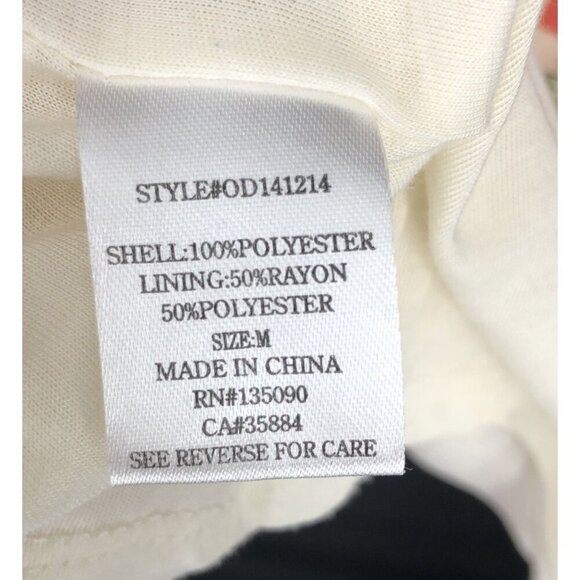 STYLE#OD141214
SHELL:100%POLYESTER
LINING:50%RAYON
50%POLYESTER
SIZE:M
MADE IN CHINA
RN#135090
CA#35884
SEE REVERSE FOR CARE